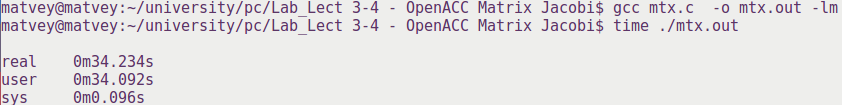 matvey@matvey:~/university/pc/Lab_Lect 3-4 - OpenACC Matrix Jacobi$ gcc mtx.c  -o mtx.out -lm
matvey@matvey:~/university/pc/Lab_Lect 3-4 - OpenACC Matrix Jacobi$ time ./mtx.out
real    0m34.234s
user    0m34.092s
sys     0m0.096s